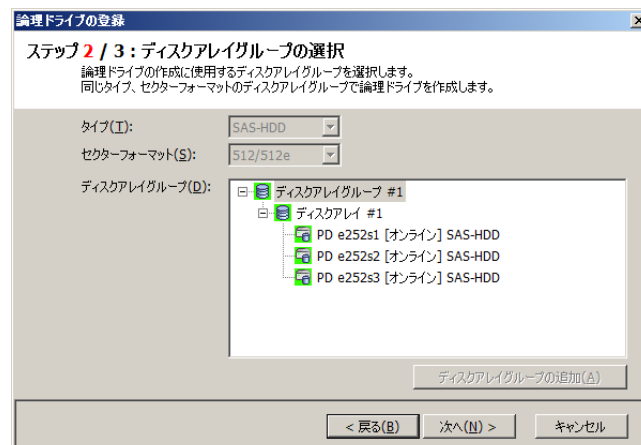 論理ドライブの登録
ステップ 2 / 3 : ディスクアレイグループの選択
論理ドライブの作成に使用するディスクアレイグループを選択します。
同じタイプ、セクターフォーマットのディスクアレイグループで論理ドライブを作成します。
タイプ(T): SAS-HDD
セクターフォーマット(S): 512/512e
ディスクアレイグループ(D):
ディスクアレイグループ #1
ディスクアレイ #1
PD e252s1 [オンライン] SAS-HDD
PD e252s2 [オンライン] SAS-HDD
PD e252s3 [オンライン] SAS-HDD
ディスクアレイグループの追加(A)
< 戻る(B) 次へ(N) > キャンセル